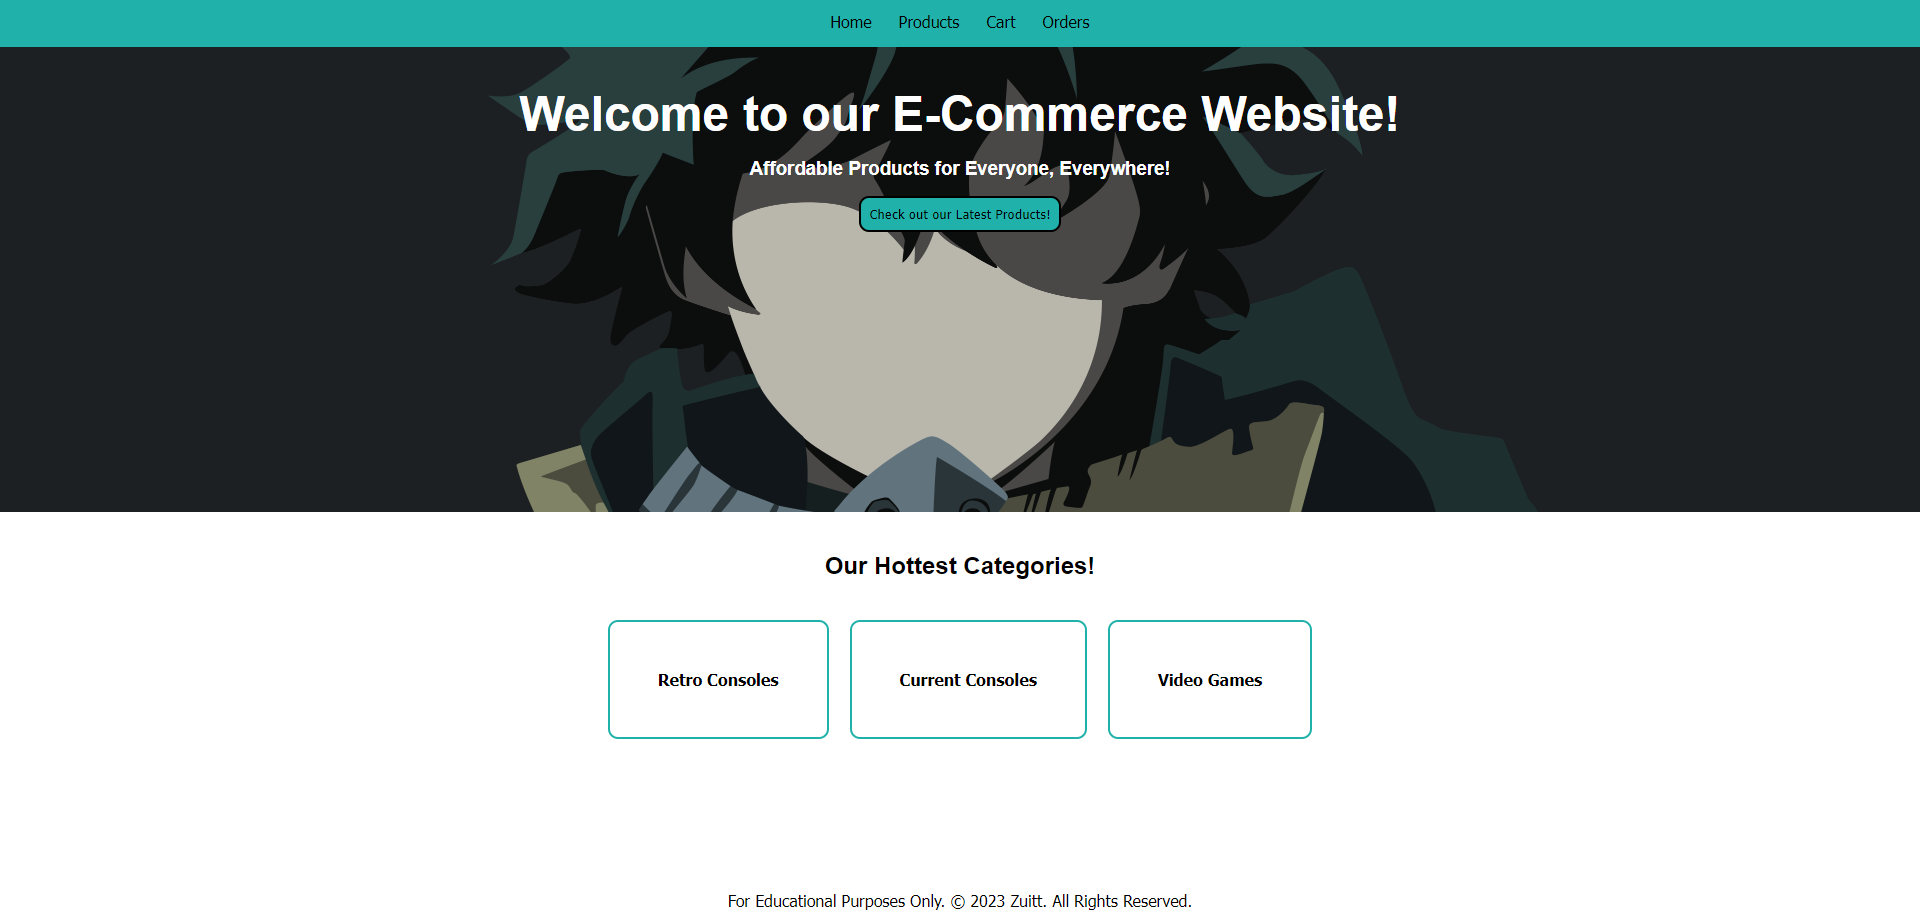 Home Products Cart Orders
Welcome to our E-Commerce Website!
Affordable Products for Everyone, Everywhere!
Check out our Latest Products!
Our Hottest Categories!
Retro Consoles
Current Consoles
Video Games
For Educational Purposes Only. © 2023 Zuitt. All Rights Reserved.